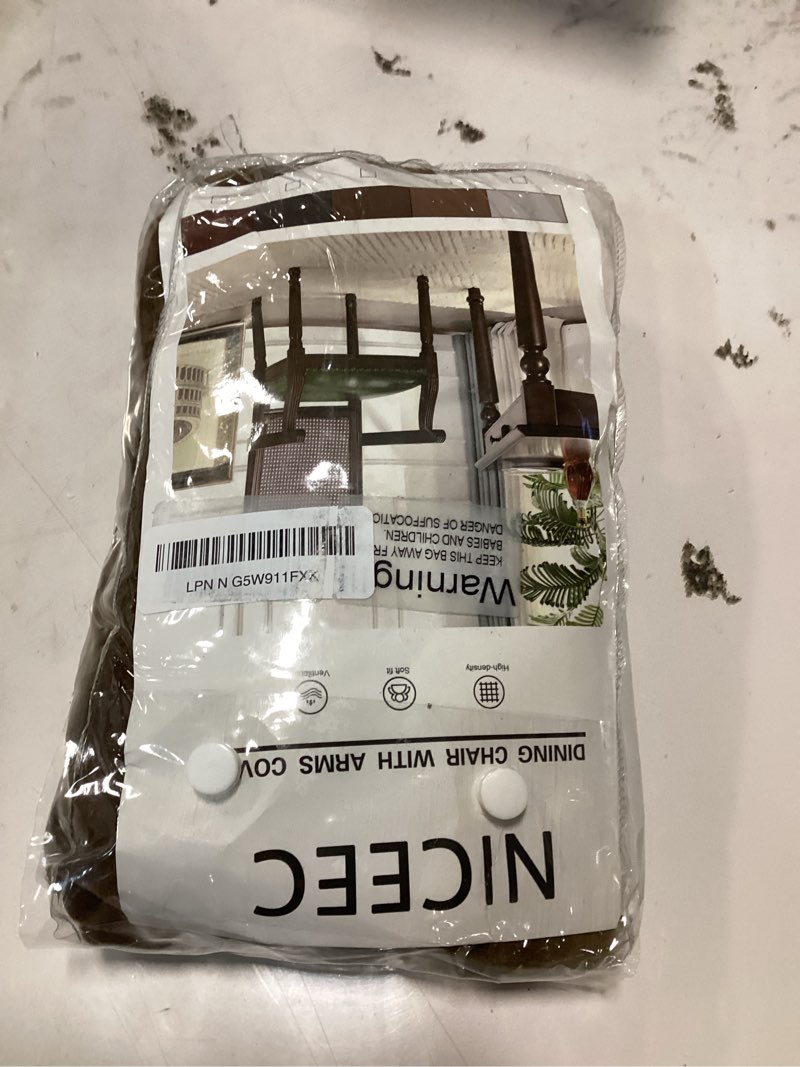 NICEEC
DINING CHAIR WITH ARMS COV
High-density
Soft fit
Warning
KEEP THIS BAG AWAY FR
BABIES AND CHILDREN.
DANGER OF SUFFOCATIO
LPN N G5W911FXX